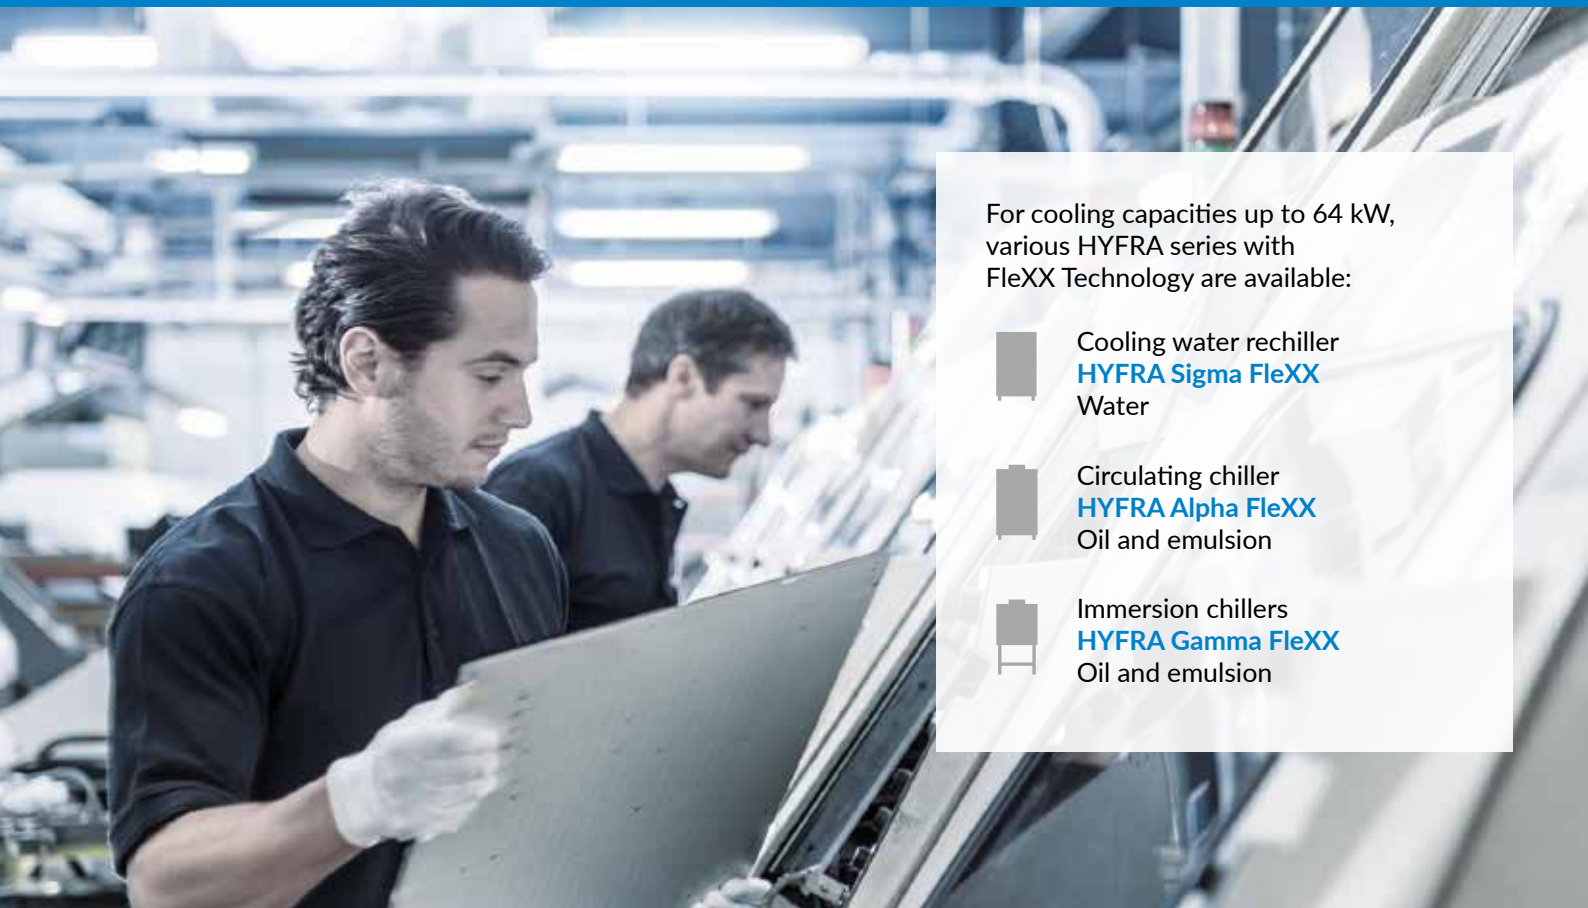 For cooling capacities up to 64 kW,
various HYFRA series with
FleXX Technology are available:
Cooling water rechiller
HYFRA Sigma FleXX
Water
Circulating chiller
HYFRA Alpha FleXX
Oil and emulsion
Immersion chillers
HYFRA Gamma FleXX
Oil and emulsion